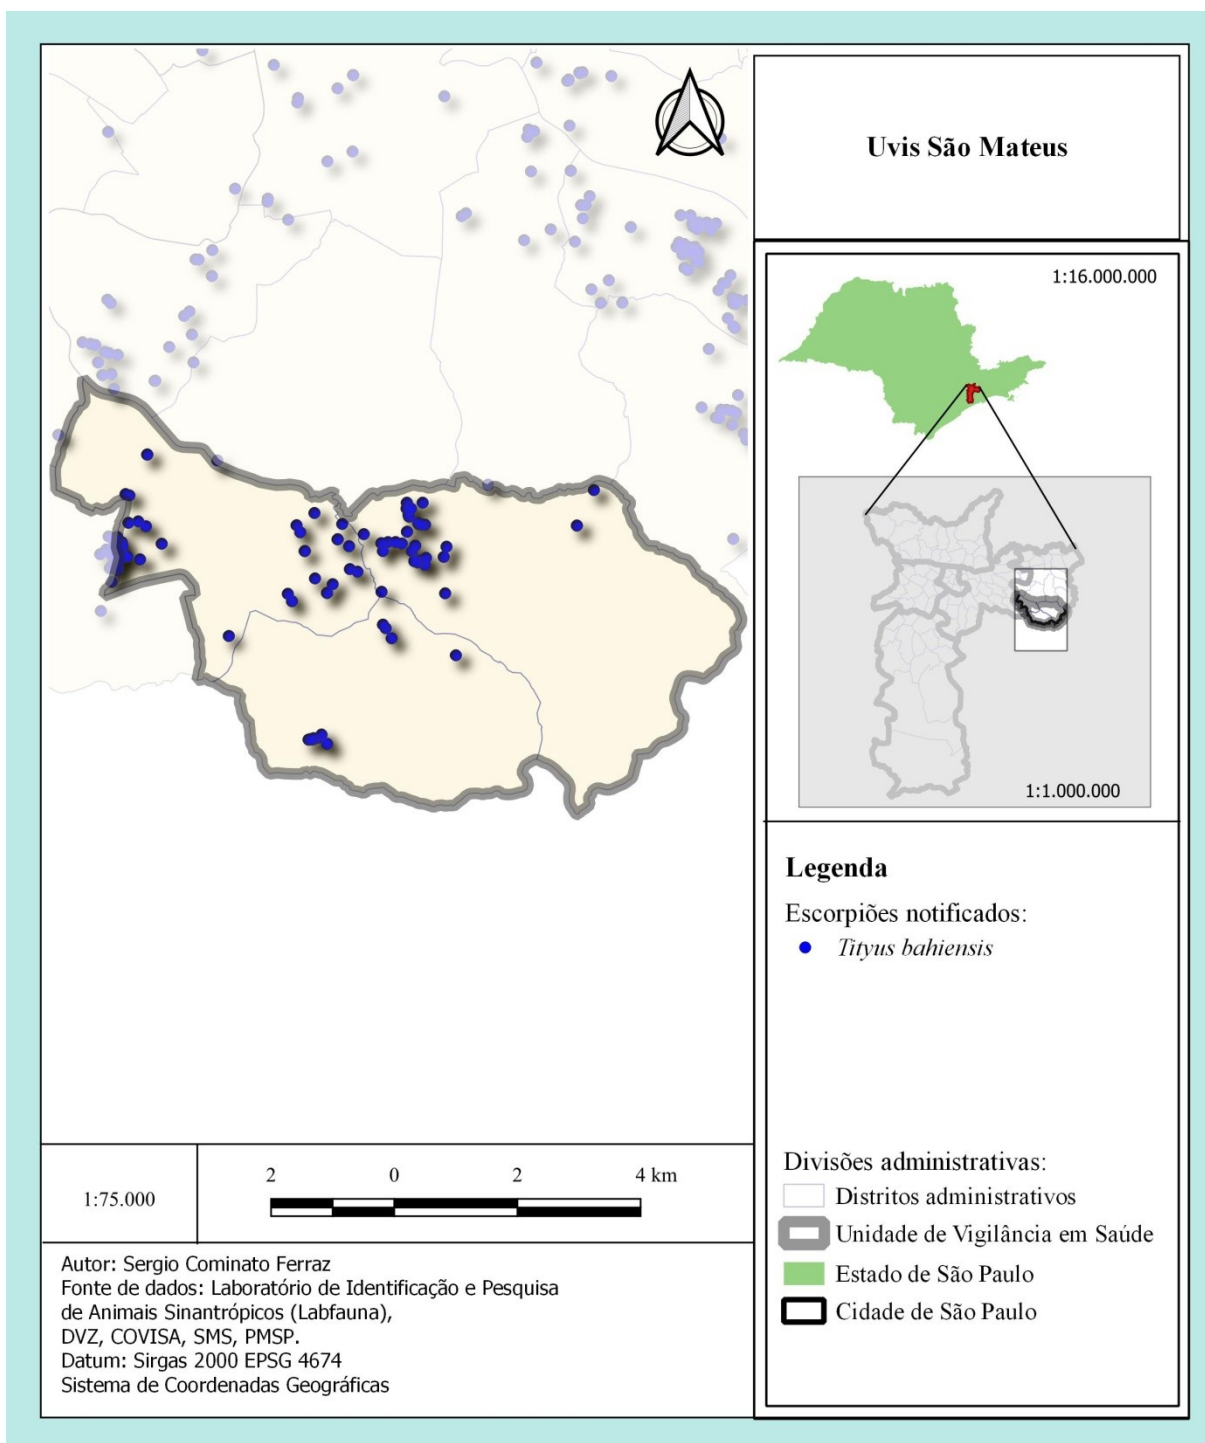 Uvis São Mateus
1:16.000.000
1:1.000.000
Legenda
Escorpiões notificados:
Tityus bahiensis
Divisões administrativas:
Distritos administrativos
Unidade de Vigilância em Saúde
Estado de São Paulo
Cidade de São Paulo
1:75.000
2 0 2 4 km
Autor: Sergio Cominato Ferraz
Fonte de dados: Laboratório de Identificação e Pesquisa
de Animais Sinantrópicos (Labfauna),
DVZ, COVISA, SMS, PMSP.
Datum: Sirgas 2000 EPSG 4674
Sistema de Coordenadas Geográficas